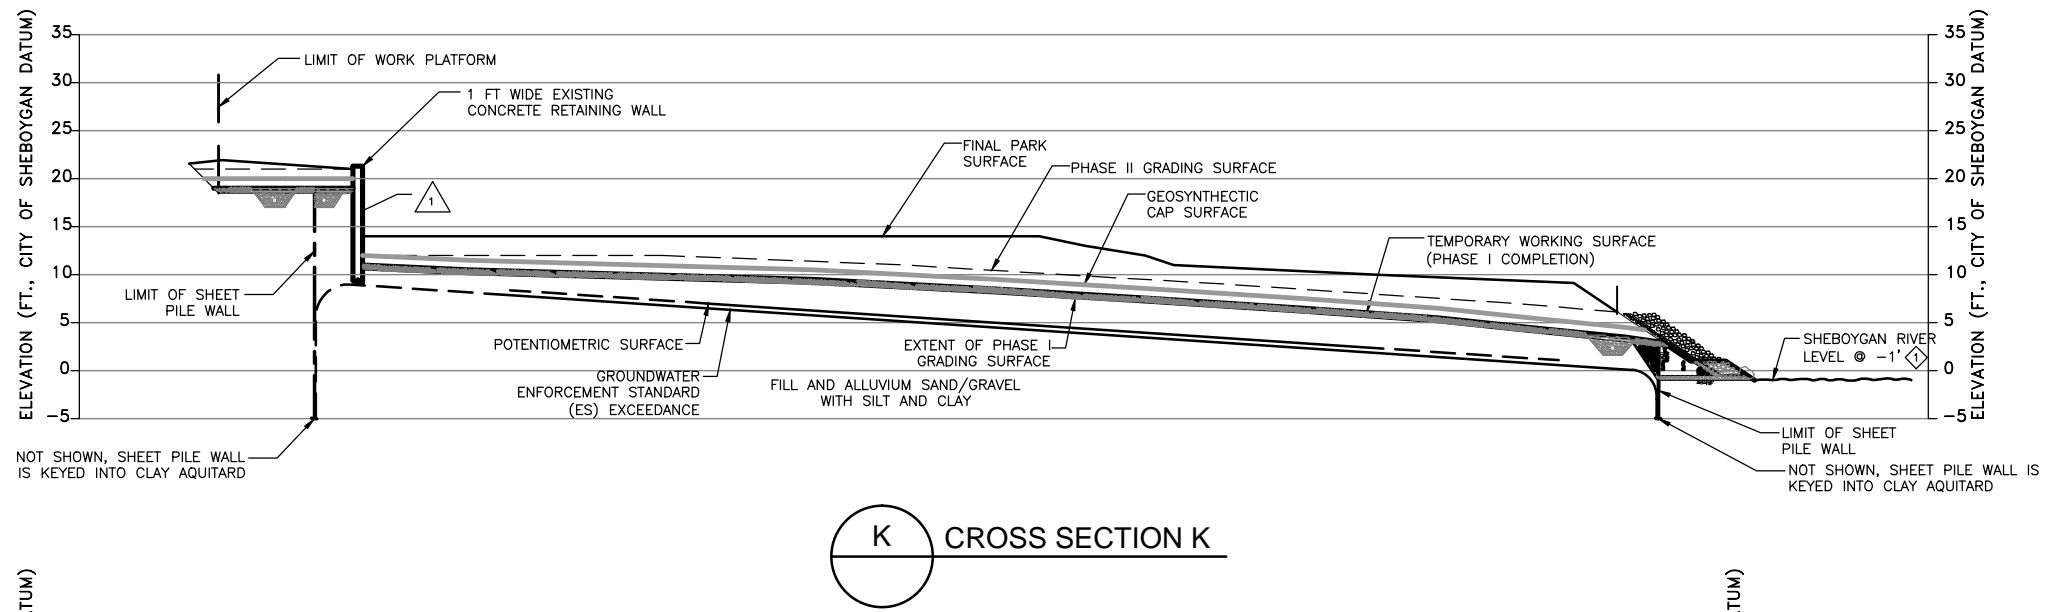 ELEVATION (FT., CITY OF SHEBOYGAN DATUM)
35
30
25
20
15
10
5
0
-5
LIMIT OF WORK PLATFORM
1 FT WIDE EXISTING
CONCRETE RETAINING WALL
1
LIMIT OF SHEET
PILE WALL
NOT SHOWN, SHEET PILE WALL
IS KEYED INTO CLAY AQUITARD
FINAL PARK
SURFACE
PHASE II GRADING SURFACE
GEOSYNTHECTIC
CAP SURFACE
TEMPORARY WORKING SURFACE
(PHASE I COMPLETION)
POTENTIOMETRIC SURFACE
GROUNDWATER
ENFORCEMENT STANDARD
(ES) EXCEEDANCE
EXTENT OF PHASE I
GRADING SURFACE
FILL AND ALLUVIUM SAND/GRAVEL
WITH SILT AND CLAY
SHEBOYGAN RIVER
LEVEL @ -1' 1
LIMIT OF SHEET
PILE WALL
NOT SHOWN, SHEET PILE WALL IS
KEYED INTO CLAY AQUITARD
35
30
25
20
15
10
5
0
-5
ELEVATION (FT., CITY OF SHEBOYGAN DATUM)
K CROSS SECTION K
TUM)
TUM)